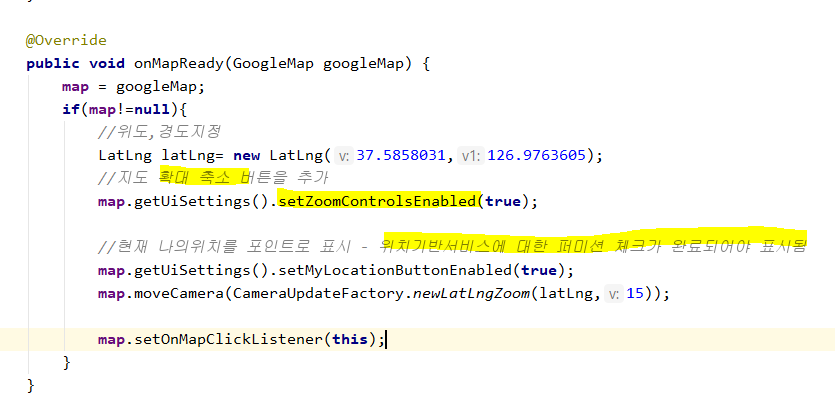 @Override
public void onMapReady(GoogleMap googleMap) {
map = googleMap;
if(map!=null){
//위도,경도지정
LatLng latLng= new LatLng( v: 37.5858031, v1: 126.9763605);
//지도 확대 축소 버튼을 추가
map.getUiSettings().setZoomControlsEnabled(true);
//현재 나의위치를 포인트로 표시 - 위치기반서비스에 대한 퍼미션 체크가 완료되어야 표시됨
map.getUiSettings().setMyLocationButtonEnabled(true);
map.moveCamera(CameraUpdateFactory.newLatLngZoom(latLng, v: 15));
map.setOnMapClickListener(this);
}
}